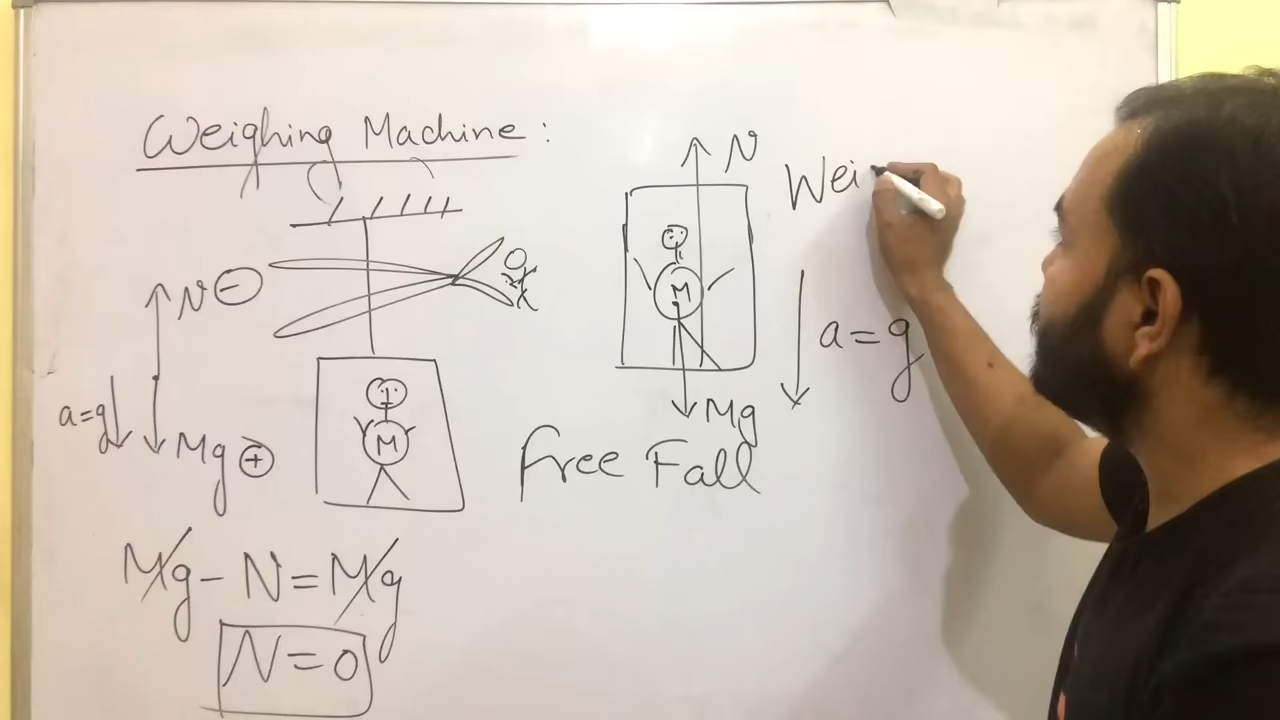 Weighing Machine :
N
Wei
M
N -
a = g
a=g
Mg
Mg +
M
Free Fall
Mg - N = Mg
N = 0